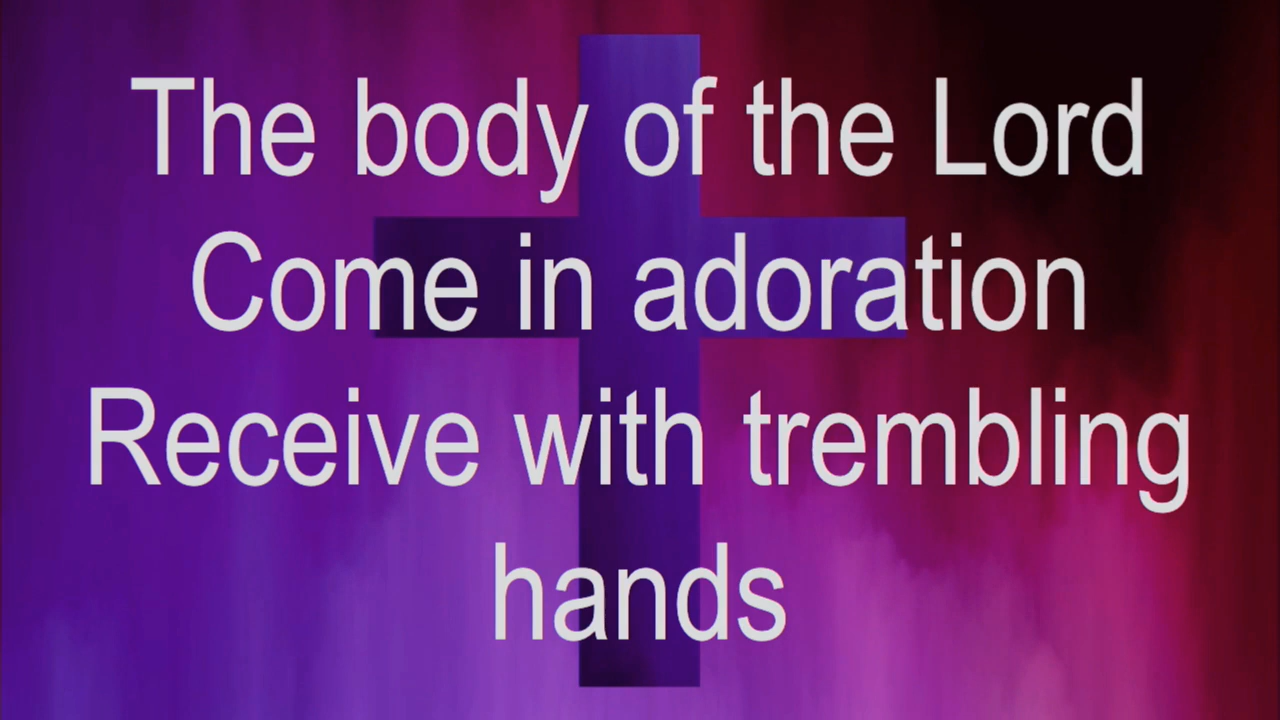 The body of the Lord
Come in adoration
Receive with trembling
hands